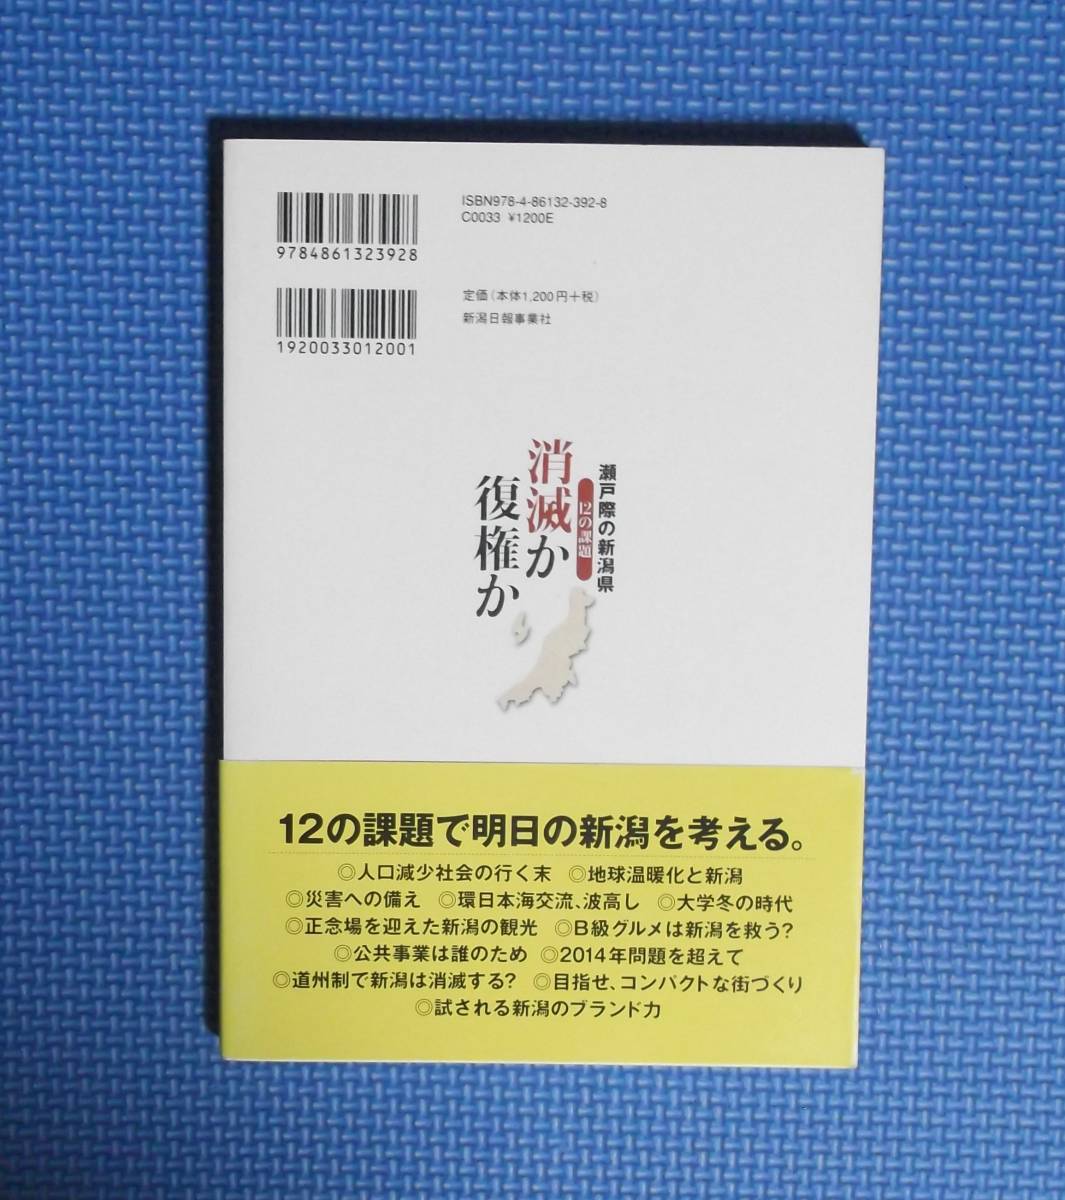 ISBN978-4-86132-392-8
C0033 ¥1200E
9784861323928
定価(本体1,200円+税)
新潟日報事業社
1920033012001
瀬戸際の新潟県
12の課題
消滅か
復権か
12の課題で明日の新潟を考える。
◎人口減少社会の行く末 ◎地球温暖化と新潟
◎災害への備え ◎環日本海交流、波高し ◎大学冬の時代
◎正念場を迎えた新潟の観光 ◎B級グルメは新潟を救う?
◎公共事業は誰のため ◎2014年問題を超えて
◎道州制で新潟は消滅する? ◎目指せ、コンパクトな街づくり
◎試される新潟のブランド力